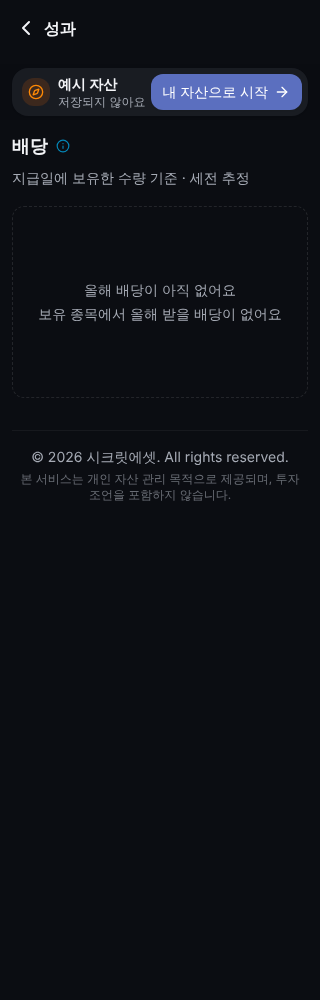 성과
예시 자산
저장되지 않아요
내 자산으로 시작
배당
지급일에 보유한 수량 기준 · 세전 추정
올해 배당이 아직 없어요
보유 종목에서 올해 받을 배당이 없어요
© 2026 시크릿에셋. All rights reserved.
본 서비스는 개인 자산 관리 목적으로 제공되며, 투자
조언을 포함하지 않습니다.